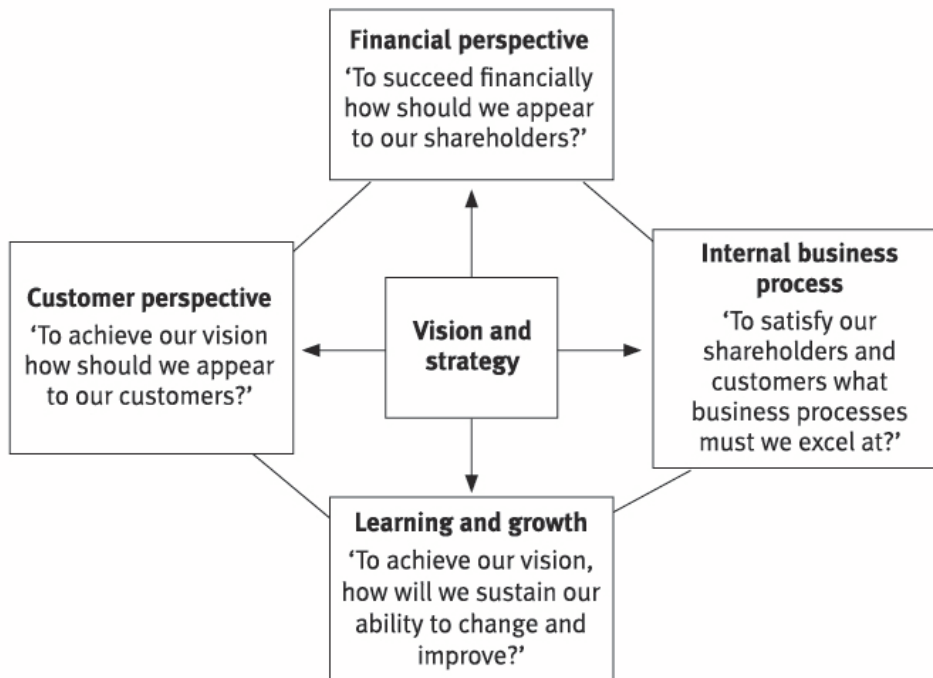 Financial perspective
‘To succeed financially
how should we appear
to our shareholders?’
Customer perspective
‘To achieve our vision
how should we appear
to our customers?’
Vision and
strategy
Internal business
process
‘To satisfy our
shareholders and
customers what
business processes
must we excel at?’
Learning and growth
‘To achieve our vision,
how will we sustain our
ability to change and
improve?’